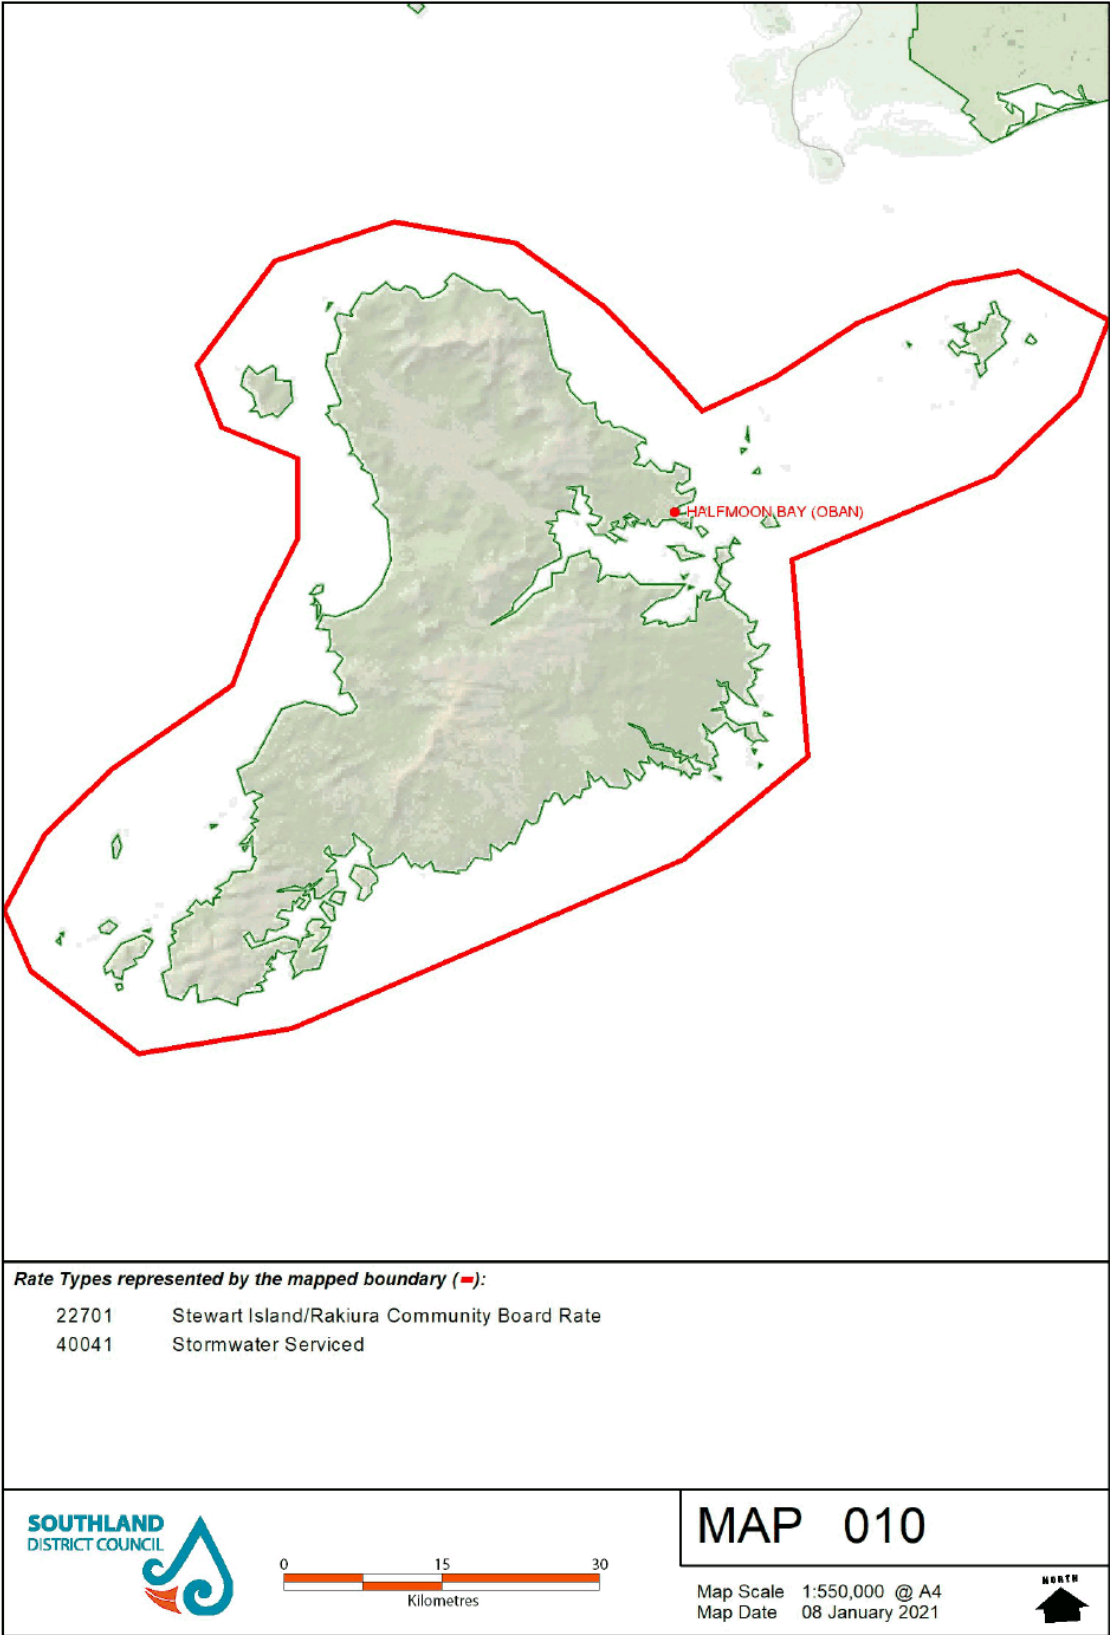 HALFMOON BAY (OBAN)
Rate Types represented by the mapped boundary (-):
22701 Stewart Island/Rakiura Community Board Rate
40041 Stormwater Serviced
SOUTHLAND
DISTRICT COUNCIL
0 15 30
Kilometres
MAP 010
Map Scale 1:550,000 @ A4
Map Date 08 January 2021
NORTH